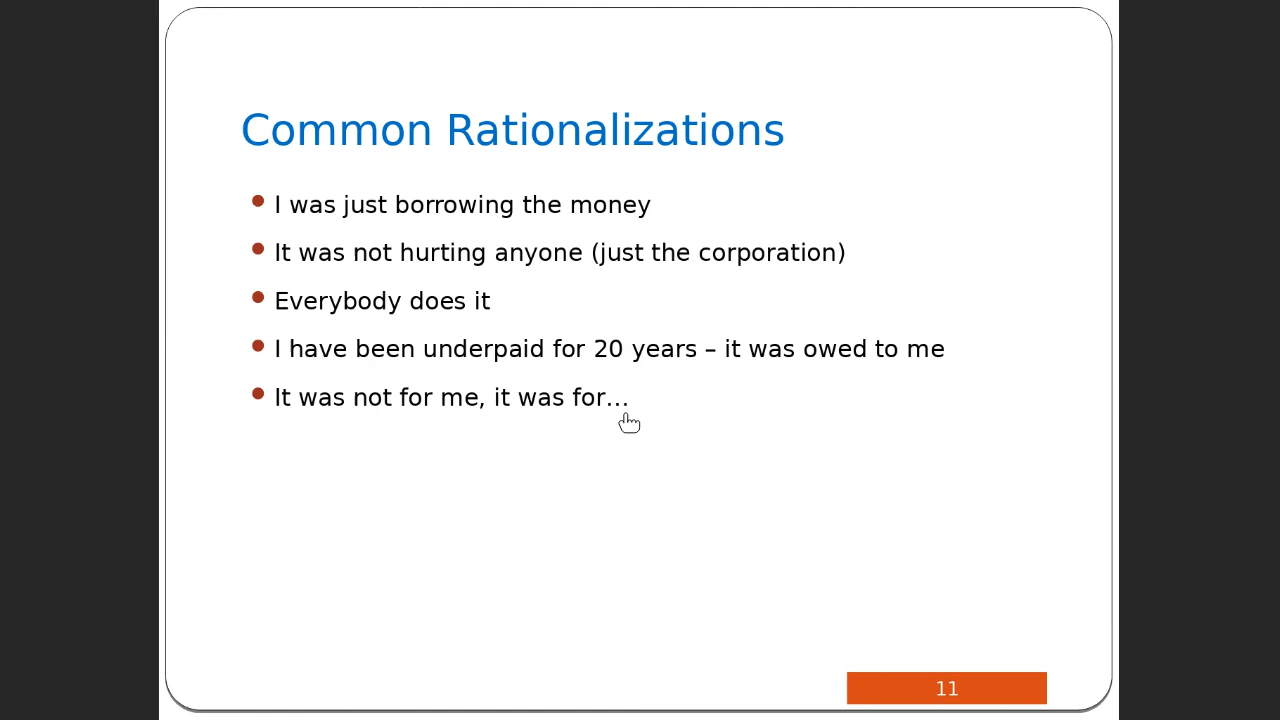 Common Rationalizations
I was just borrowing the money
It was not hurting anyone (just the corporation)
Everybody does it
I have been underpaid for 20 years – it was owed to me
It was not for me, it was for…
11